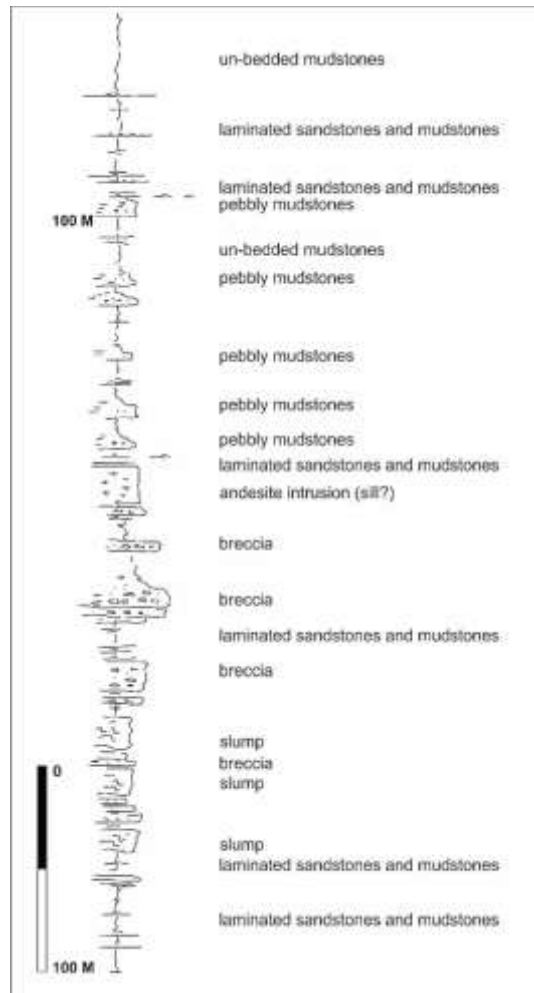 un-bedded mudstones
laminated sandstones and mudstones
laminated sandstones and mudstones
pebbly mudstones
100 M
un-bedded mudstones
pebbly mudstones
pebbly mudstones
pebbly mudstones
pebbly mudstones
laminated sandstones and mudstones
andesite intrusion (sill?)
breccia
breccia
laminated sandstones and mudstones
breccia
slump
0
breccia
slump
slump
laminated sandstones and mudstones
laminated sandstones and mudstones
100 M